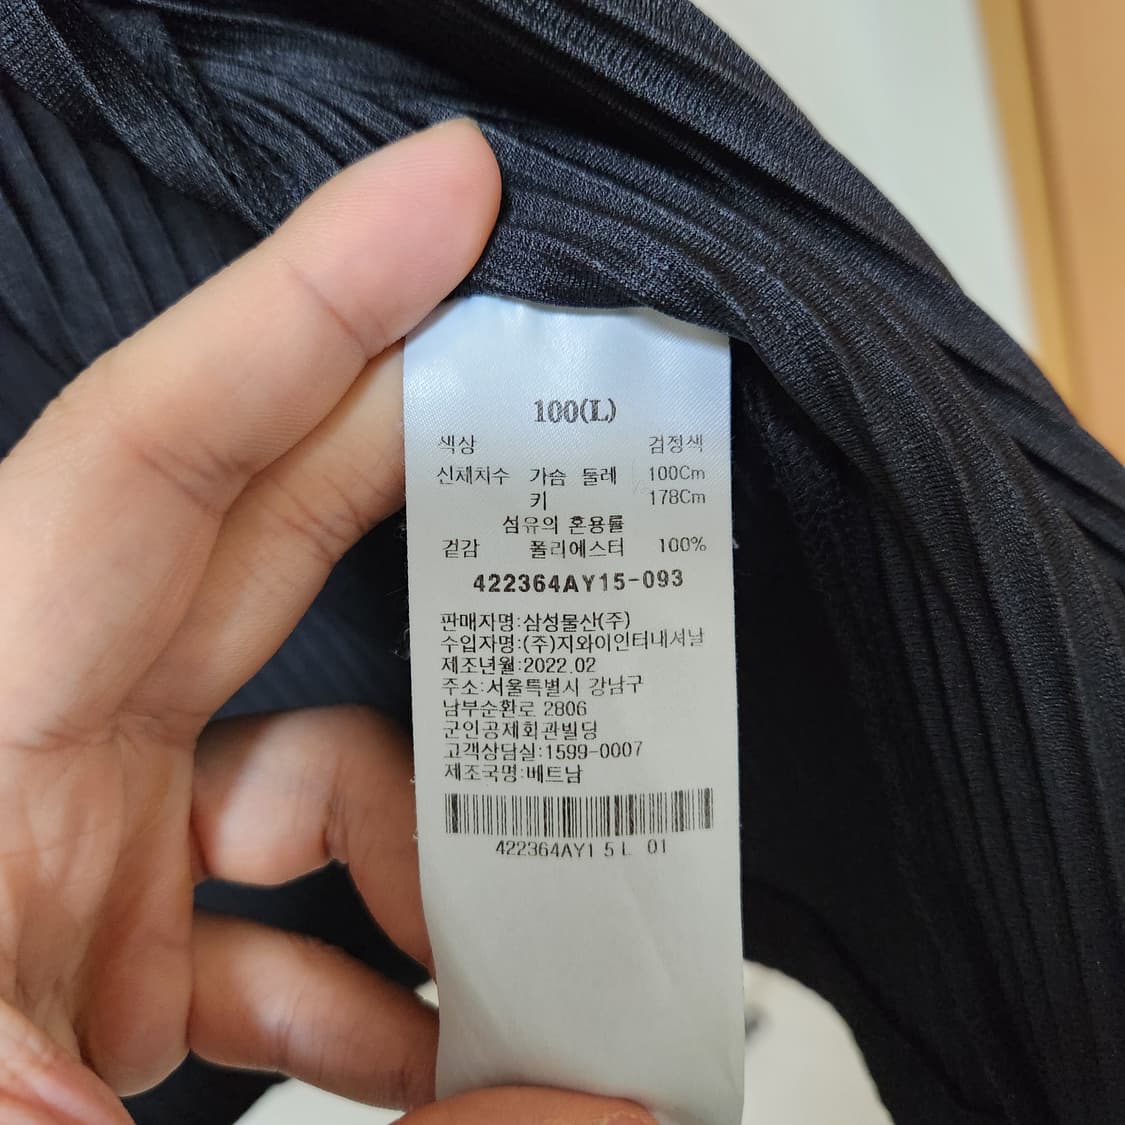 100(L)
색상 검정색
신체치수 가슴 둘레 100Cm
키 178Cm
섬유의 혼용률
겉감 폴리에스터 100%
422364AY15-093
판매자명:삼성물산(주)
수입자명:(주)지와이인터내셔날
제조년월:2022.02
주소:서울특별시 강남구
남부순환로 2806
군인공제회관빌딩
고객상담실:1599-0007
제조국명:베트남
422364AY1 5 L 01